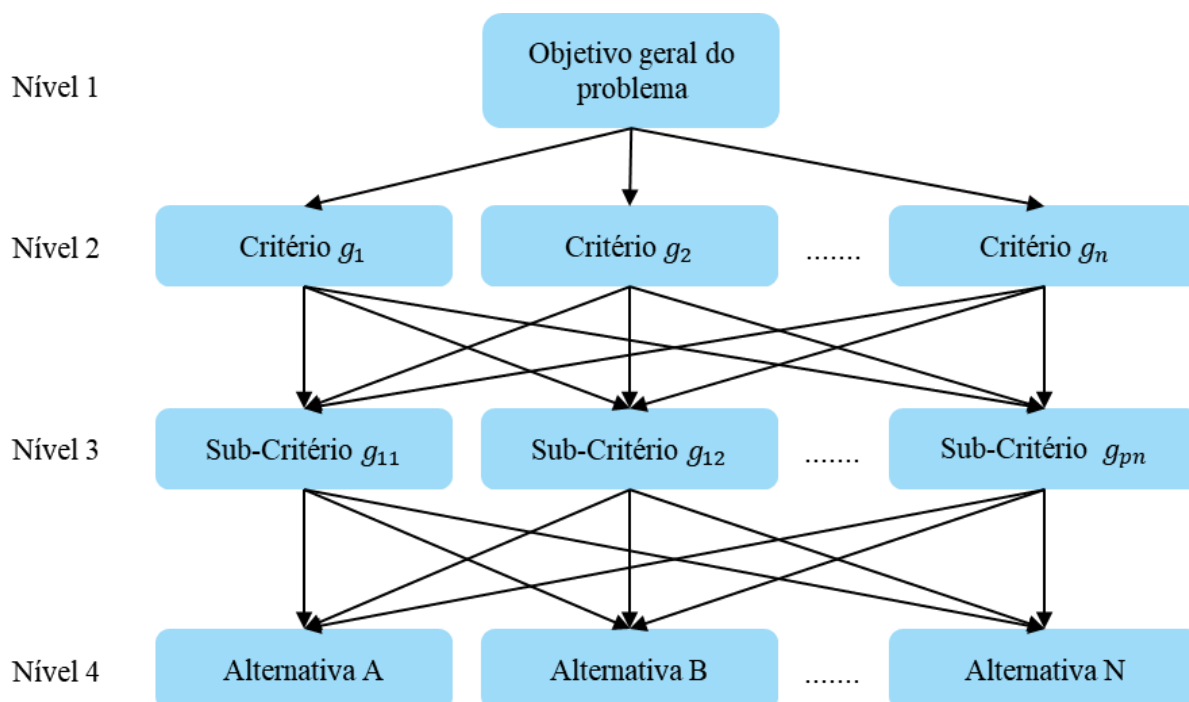 Objetivo geral do
problema
Nível 1
Nível 2
Critério g₁
Critério g₂
.......
Critério gₙ
Nível 3
Sub-Critério g₁₁
Sub-Critério g₁₂
.......
Sub-Critério gₚₙ
Nível 4
Alternativa A
Alternativa B
.......
Alternativa N